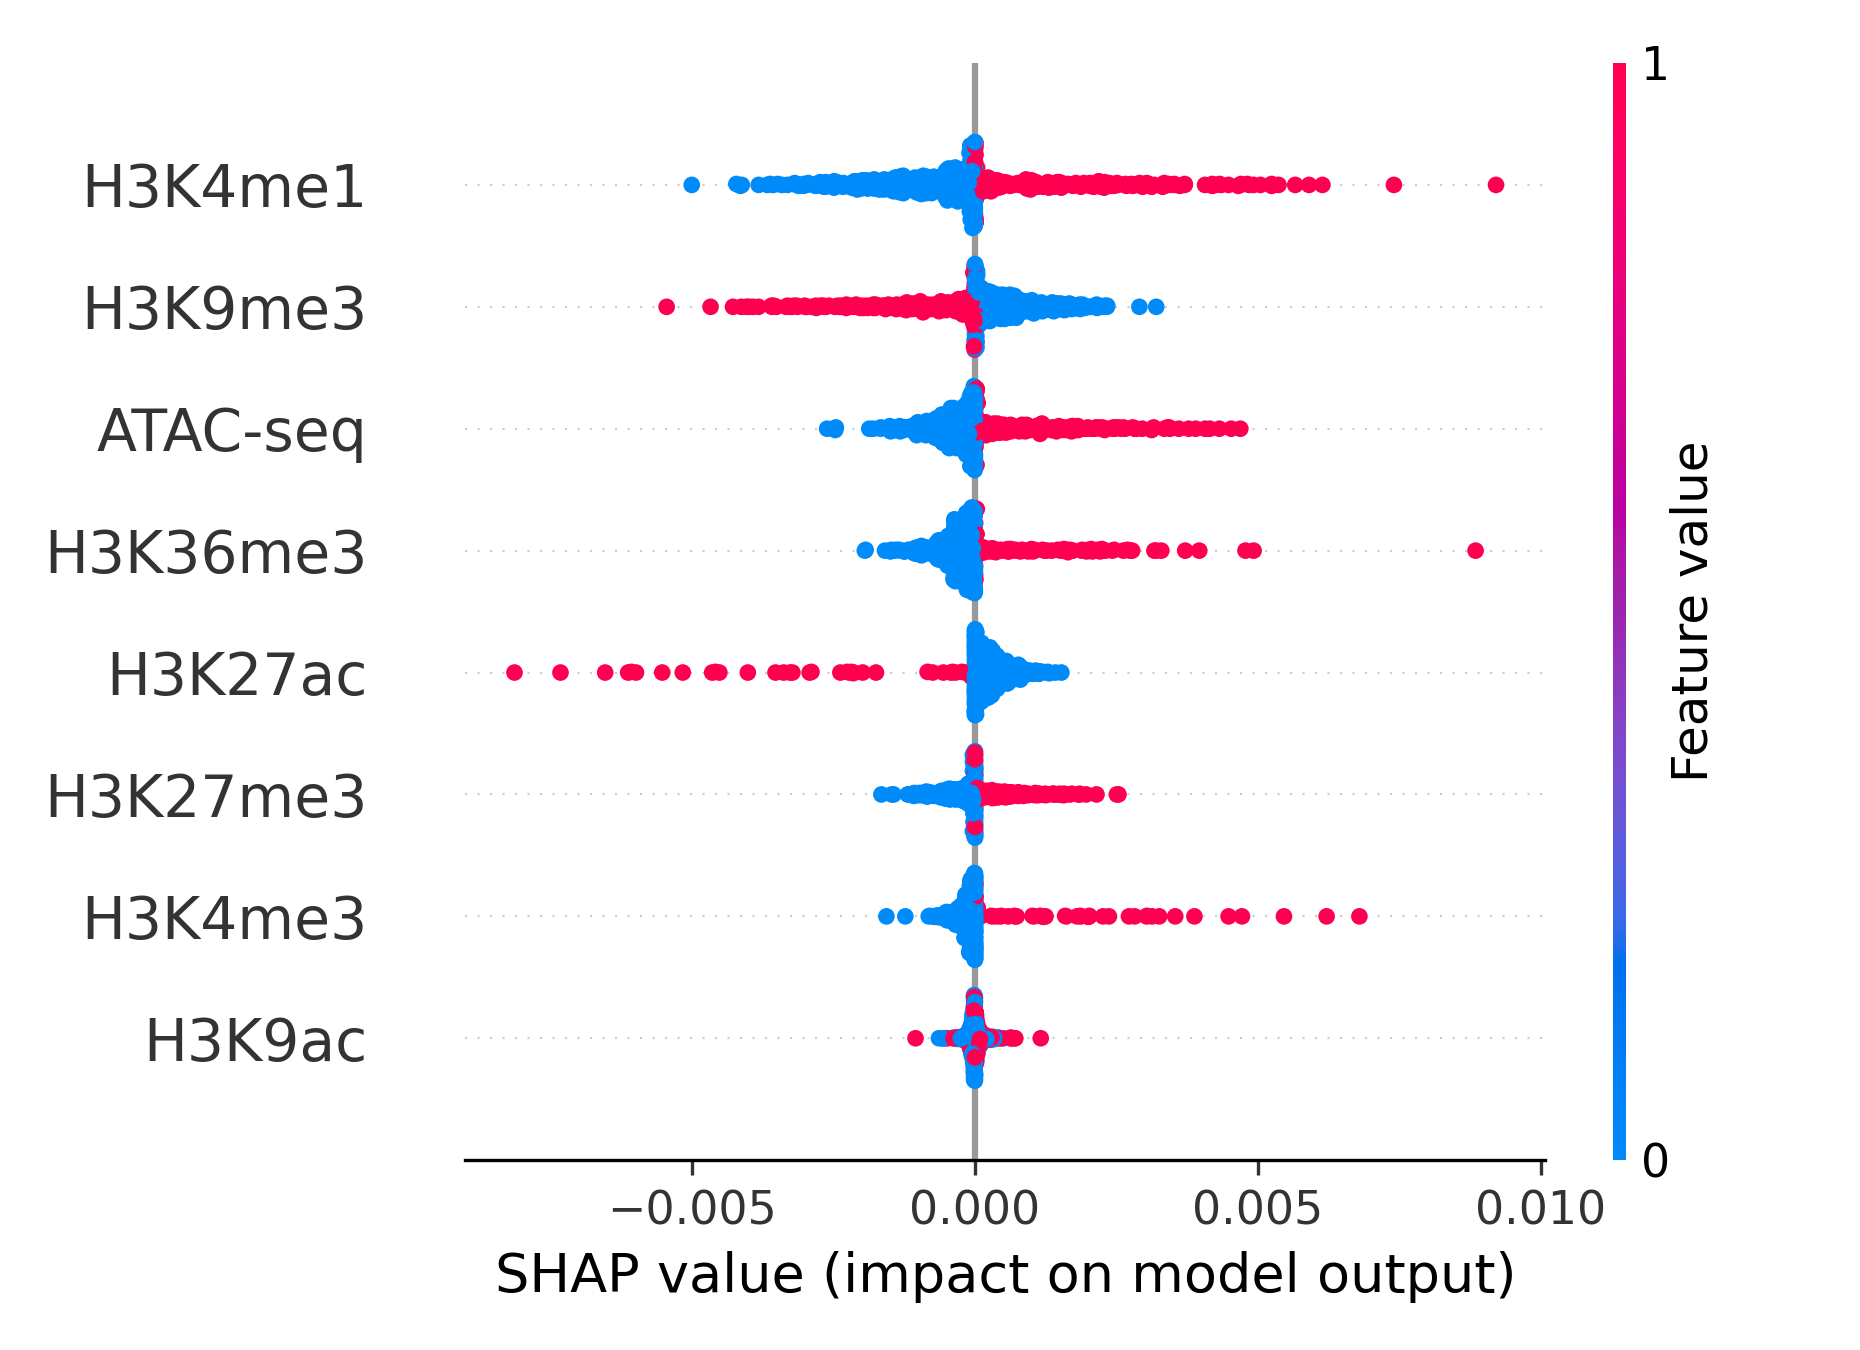 H3K4me1
H3K9me3
ATAC-seq
H3K36me3
H3K27ac
H3K27me3
H3K4me3
H3K9ac
−0.005 0.000 0.005 0.010
SHAP value (impact on model output)
1
Feature value
0